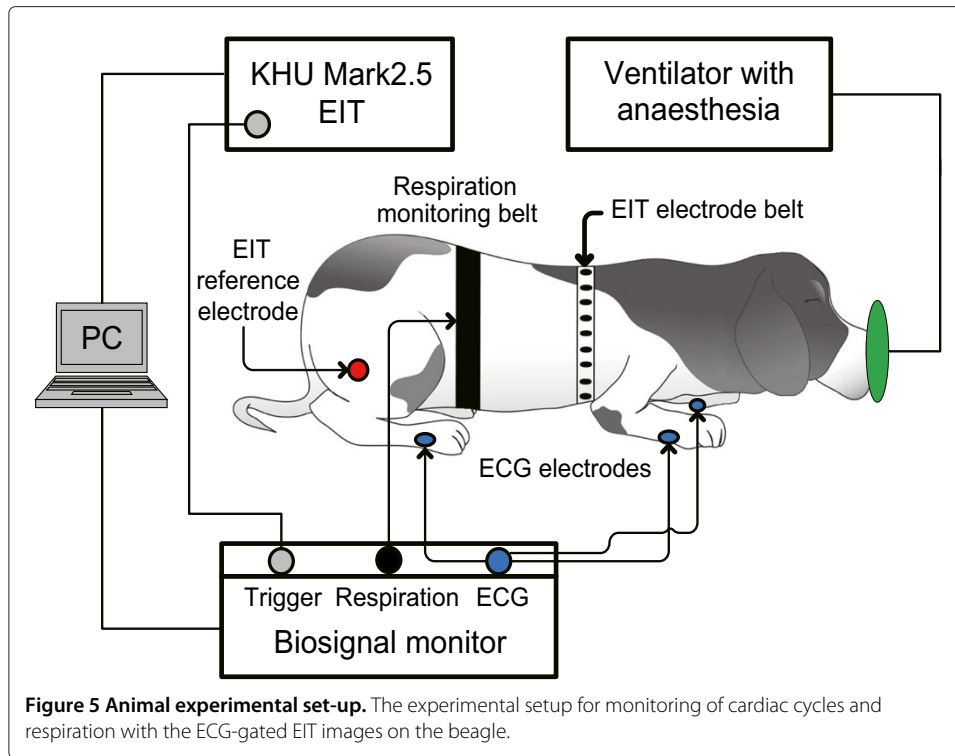 KHU Mark2.5
EIT
Ventilator with
anaesthesia
Respiration
monitoring belt
EIT electrode belt
EIT
reference
electrode
PC
ECG electrodes
Trigger Respiration ECG
Biosignal monitor
Figure 5 Animal experimental set-up. The experimental setup for monitoring of cardiac cycles and
respiration with the ECG-gated EIT images on the beagle.